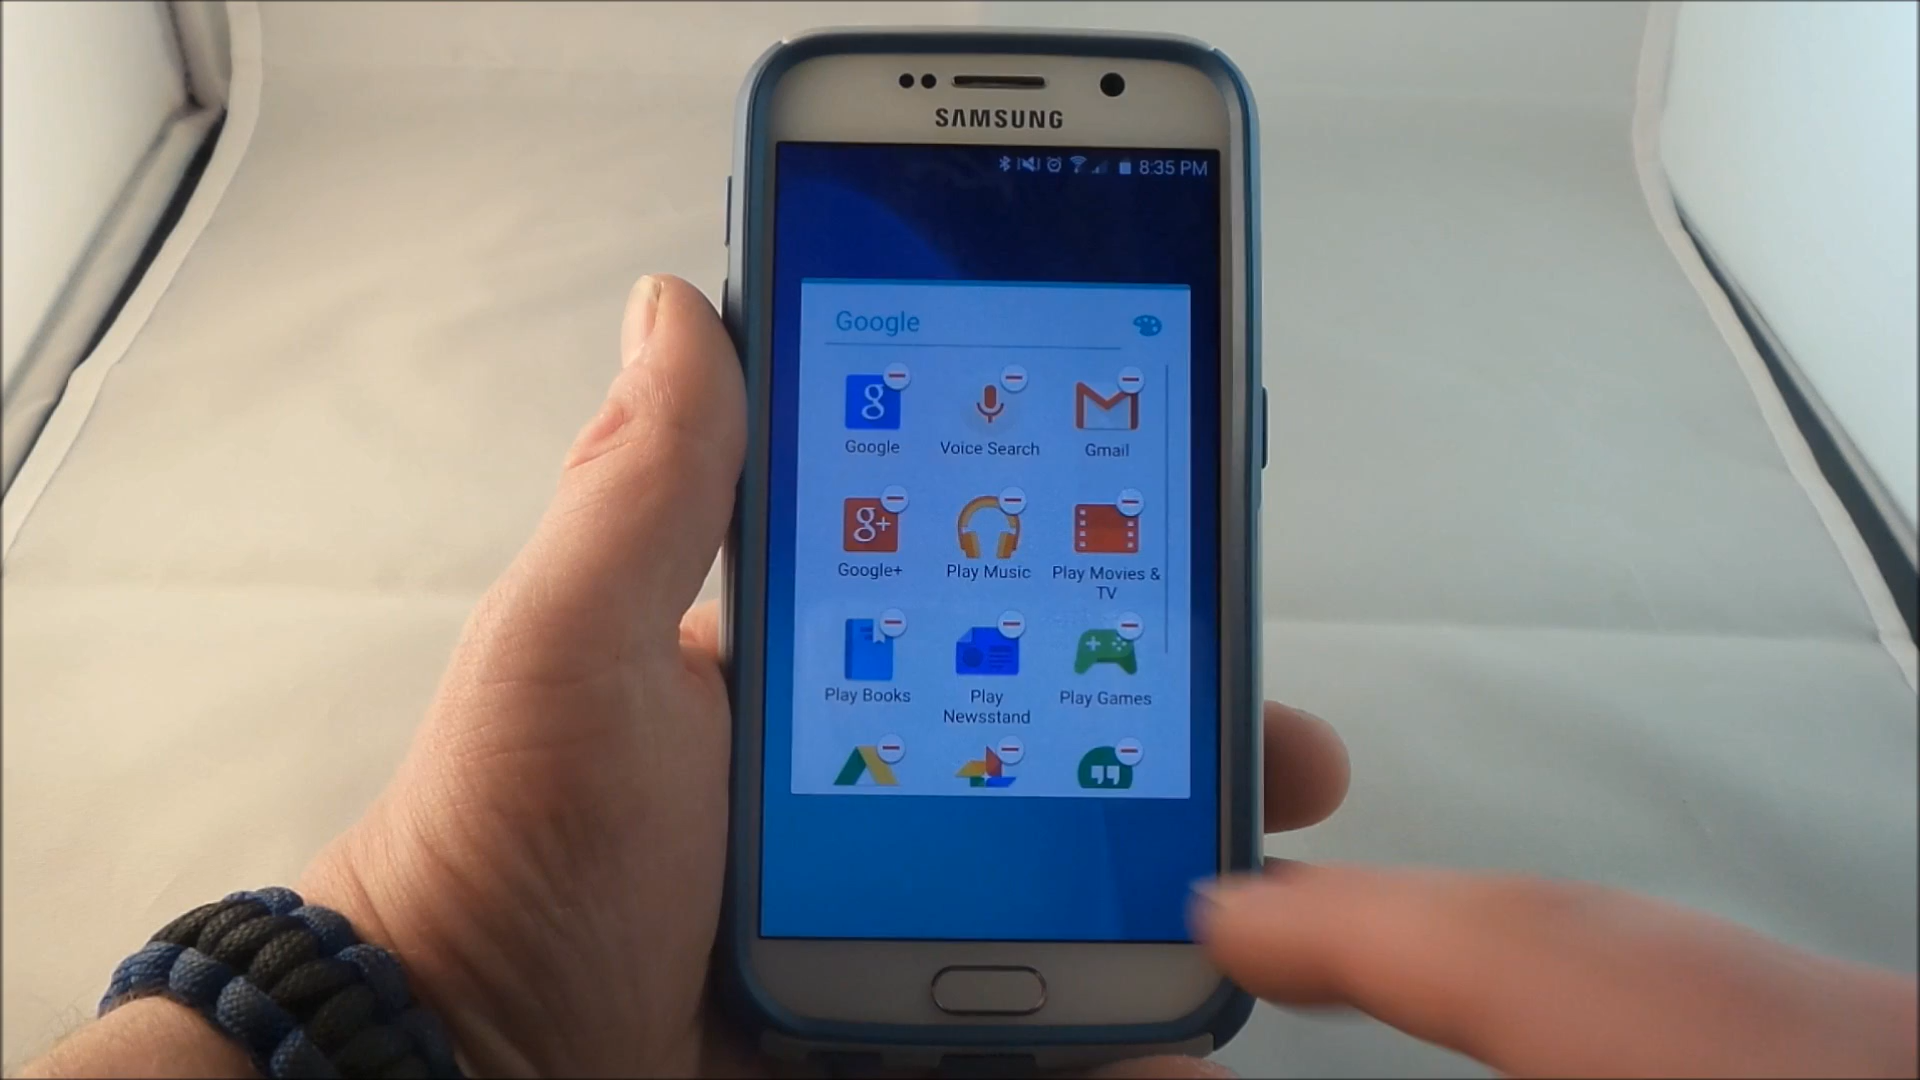 SAMSUNG
8:35 PM
Google
g
Google
Voice Search
Gmail
g+
Google+
Play Music
Play Movies &
TV
Play Books
Play
Newsstand
Play Games